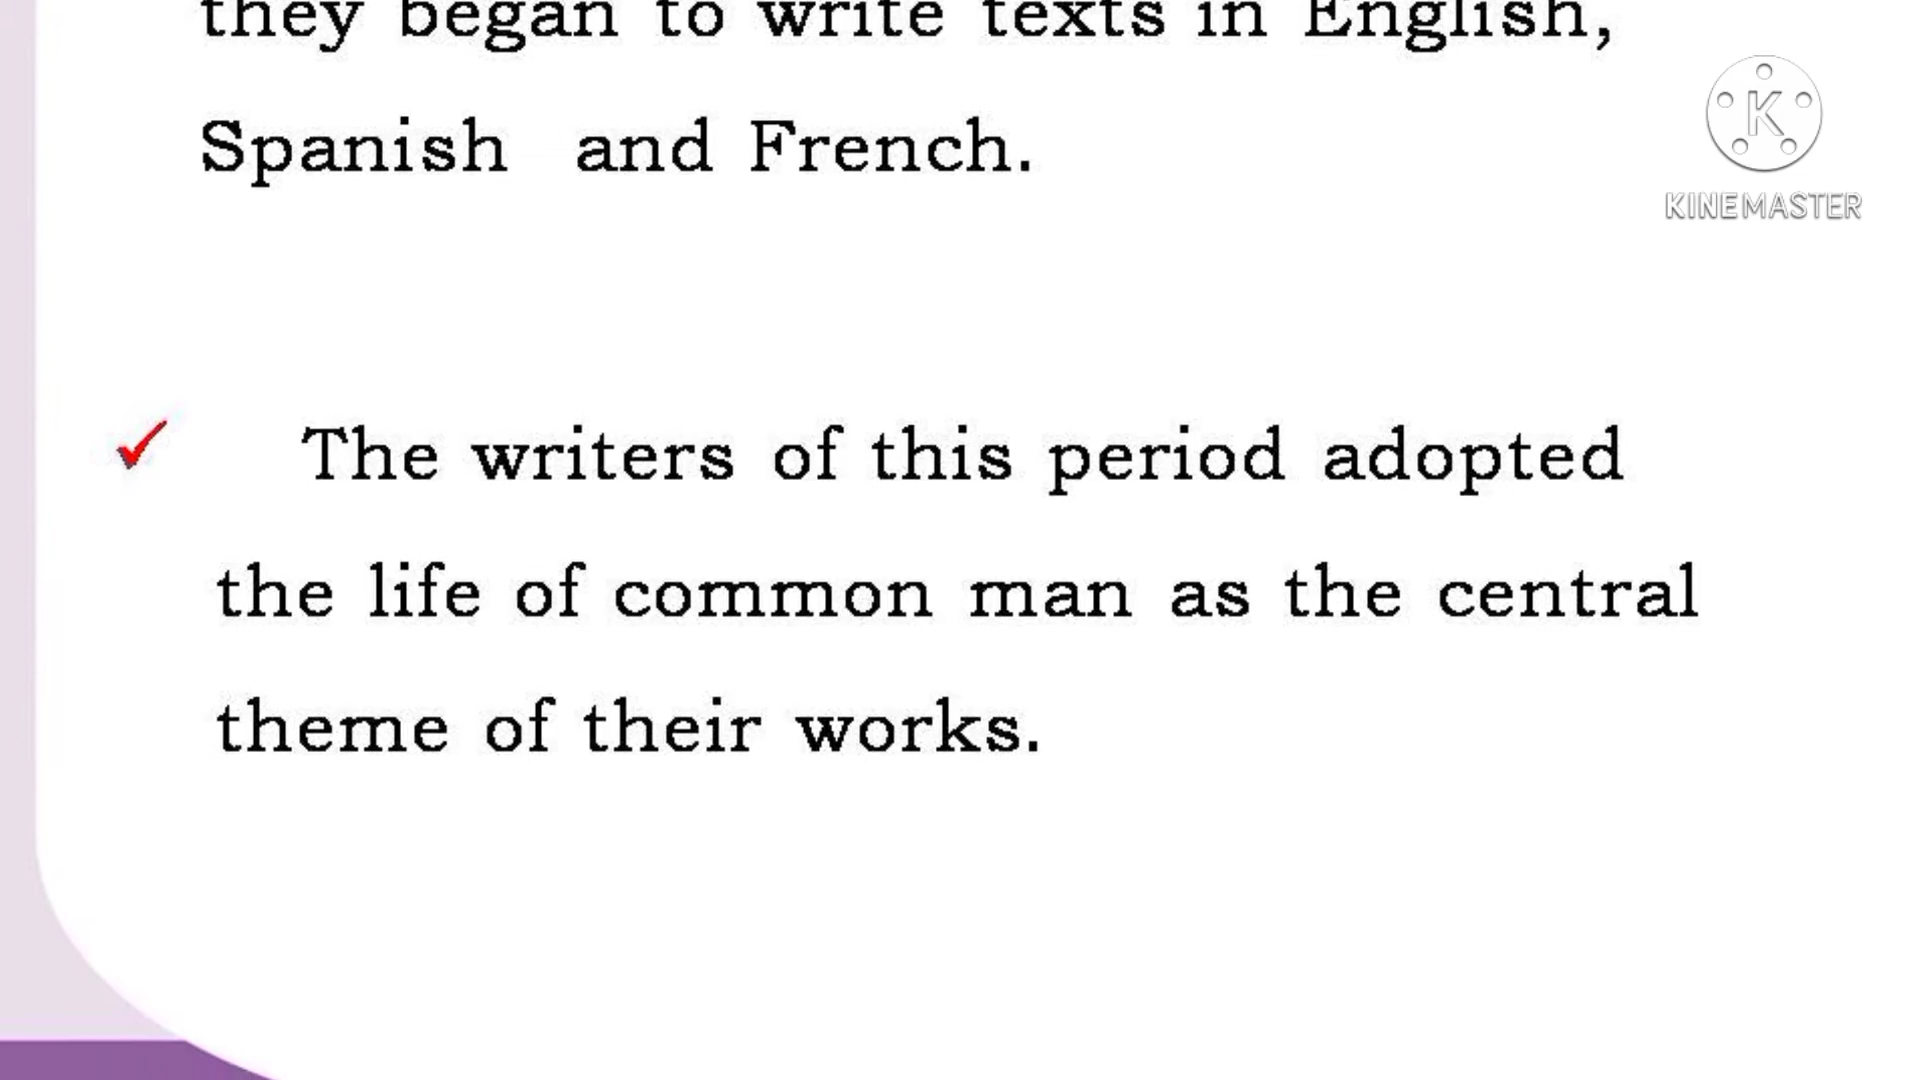 they began to write texts in English,
Spanish and French.
K
KINEMASTER
✓ The writers of this period adopted
the life of common man as the central
theme of their works.